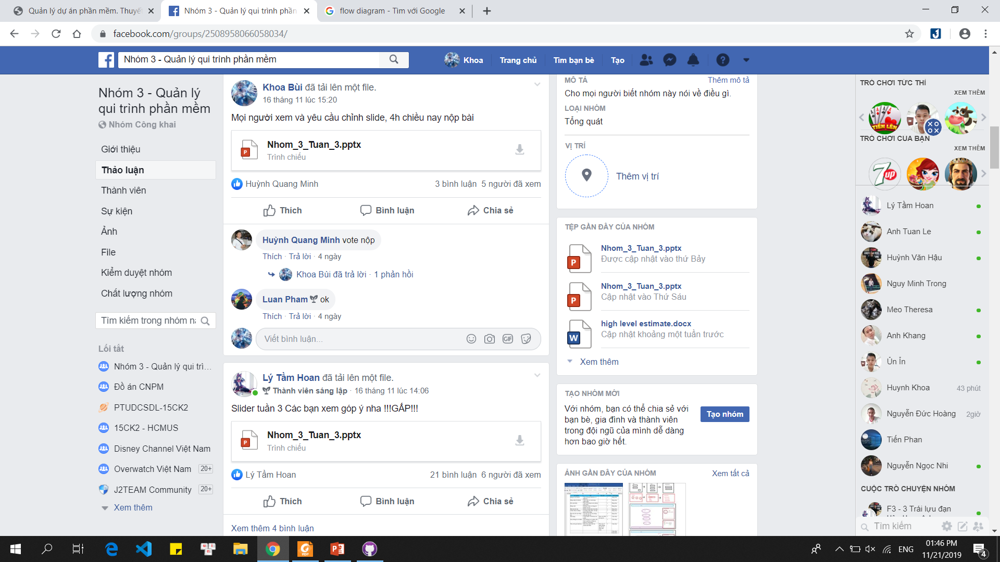 Quản lý dự án phần mềm. Thuyết
Nhóm 3 - Quản lý qui trình phần
flow diagram - Tìm với Google
facebook.com/groups/2508958066058034/
Nhóm 3 - Quản lý qui trình phần mềm
Khoa
Trang chủ
Tìm bạn bè
Tạo
Nhóm 3 - Quản lý
qui trình phần mềm
Nhóm Công khai
Giới thiệu
Thảo luận
Thành viên
Sự kiện
Ảnh
File
Kiểm duyệt nhóm
Chất lượng nhóm
Tìm kiếm trong nhóm nà
Lối tắt
Nhóm 3 - Quản lý qui trì...
Đồ án CNPM
PTUDCSDL-15CK2
15CK2 - HCMUS
Disney Channel Việt Nam
Overwatch Việt Nam 20+
J2TEAM Community 20+
Xem thêm
Khoa Bùi đã tải lên một file.
16 tháng 11 lúc 15:20
Mọi người xem và yêu cầu chỉnh slide, 4h chiều nay nộp bài
Nhom_3_Tuan_3.pptx
Trình chiếu
Huỳnh Quang Minh
3 bình luận 5 người đã xem
Thích
Bình luận
Chia sẻ
Huỳnh Quang Minh vote nộp
Thích · Trả lời · 4 ngày
Khoa Bùi đã trả lời · 1 phản hồi
Luan Pham ok
Thích · Trả lời · 4 ngày
Viết bình luận...
GIF
Lý Tầm Hoan đã tải lên một file.
Thành viên sáng lập · 16 tháng 11 lúc 14:06
Slider tuần 3 Các bạn xem góp ý nha !!!GẤP!!!
Nhom_3_Tuan_3.pptx
Trình chiếu
Lý Tầm Hoan
21 bình luận 6 người đã xem
Thích
Bình luận
Chia sẻ
Xem thêm 4 bình luận
MÔ TẢ
Thêm mô tả
Cho mọi người biết nhóm này nói về điều gì.
LOẠI NHÓM
Tổng quát
VỊ TRÍ
Thêm vị trí
TỆP GẦN ĐÂY CỦA NHÓM
Nhom_3_Tuan_3.pptx
Được cập nhật vào thứ Bảy
Nhom_3_Tuan_3.pptx
Cập nhật vào Thứ Sáu
high level estimate.docx
Cập nhật khoảng một tuần trước
Xem thêm
TẠO NHÓM MỚI
Với nhóm, bạn có thể chia sẻ với
bạn bè, gia đình và thành viên
trong đội ngũ của mình dễ dàng
hơn bao giờ hết.
Tạo nhóm
ẢNH GẦN ĐÂY CỦA NHÓM
Xem tất cả
TRÒ CHƠI TỨC THÌ
XEM THÊM
TIẾN LÊN
TRÒ CHƠI CỦA BẠN
XEM THÊM
7 UP
Lý Tầm Hoan
Anh Tuan Le
Huỳnh Văn Hậu
Nguy Minh Trong
Meo Theresa
Anh Khang
Ủn Ỉn
Huynh Khoa 43 phút
Nguyễn Đức Hoàng 2giờ
Tiến Phan
Nguyễn Ngọc Nhi
CUỘC TRÒ CHUYỆN NHÓM
F3 - 3 Trái lựu đạn
Tìm kiếm
ENG
01:46 PM
11/21/2019
4